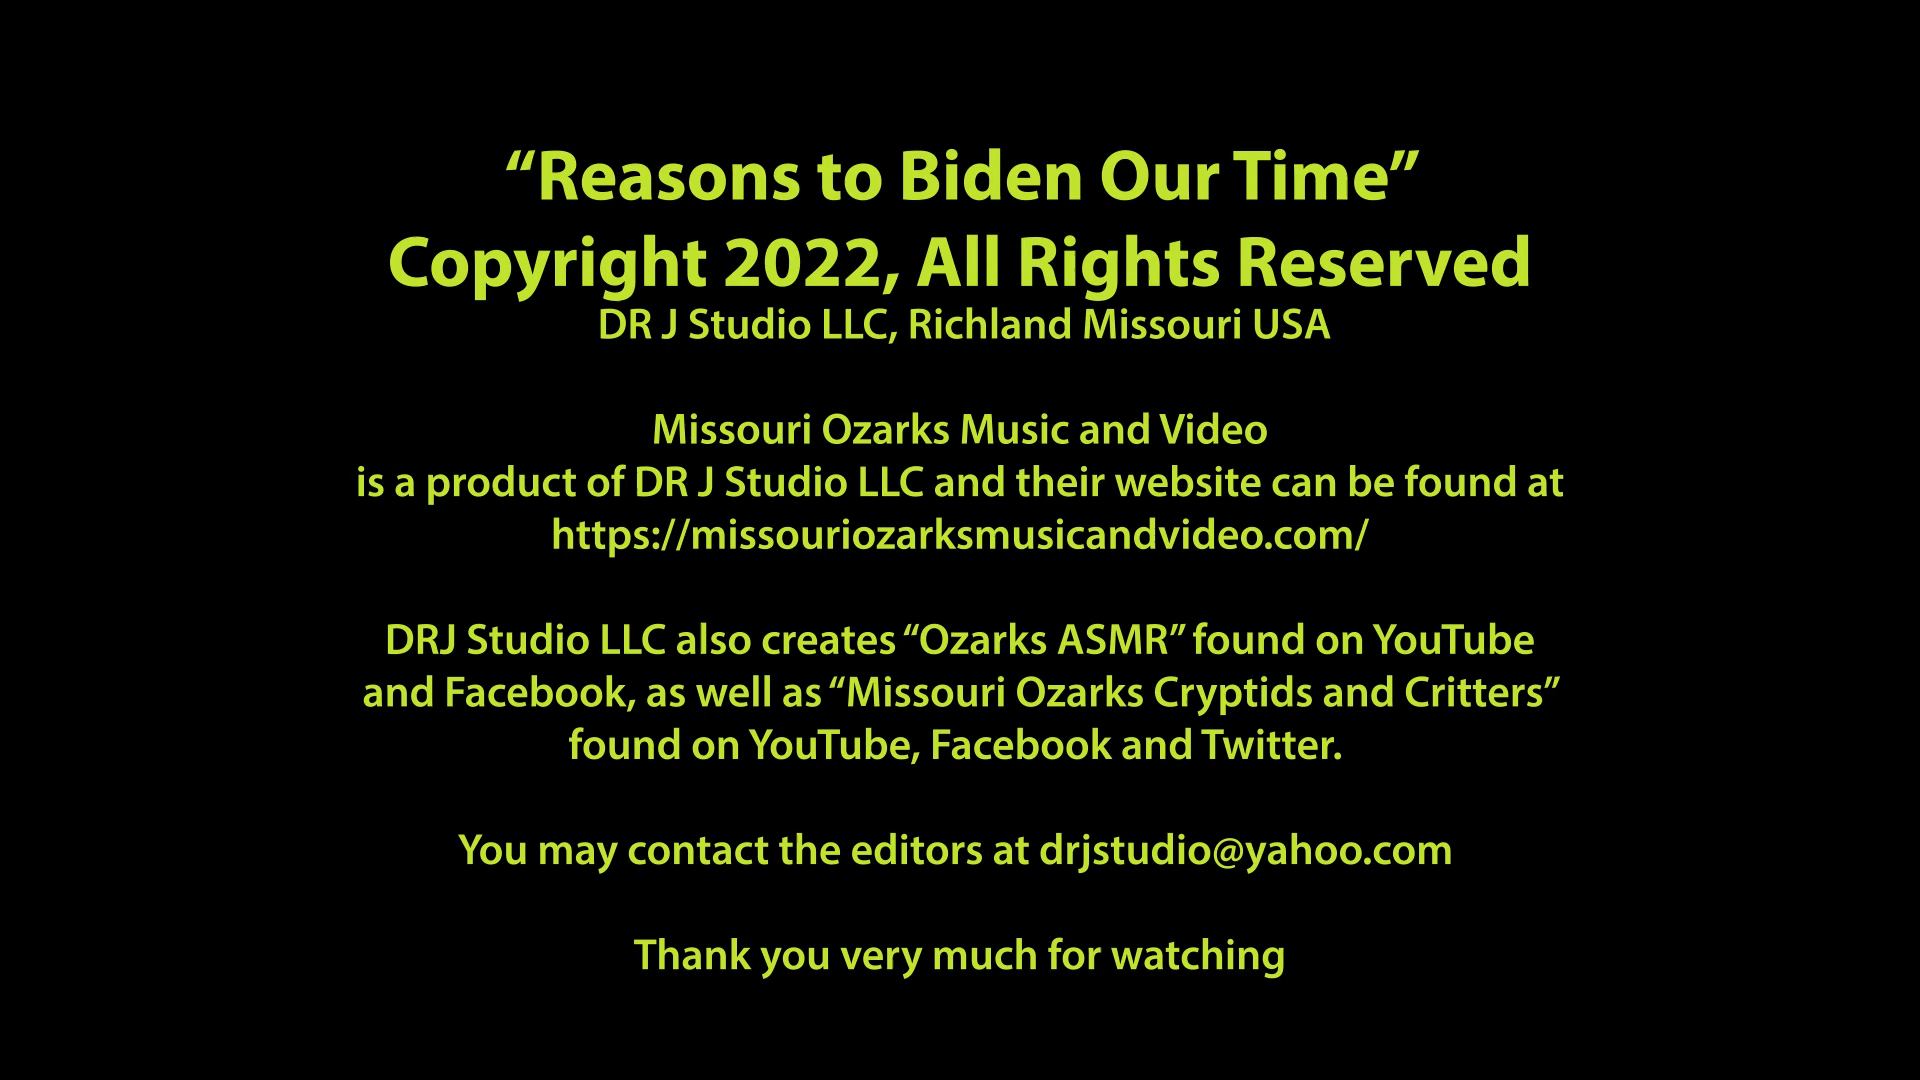 “Reasons to Biden Our Time”
Copyright 2022, All Rights Reserved
DR J Studio LLC, Richland Missouri USA
Missouri Ozarks Music and Video
is a product of DR J Studio LLC and their website can be found at
https://missouriozarksmusicandvideo.com/
DRJ Studio LLC also creates “Ozarks ASMR” found on YouTube
and Facebook, as well as “Missouri Ozarks Cryptids and Critters”
found on YouTube, Facebook and Twitter.
You may contact the editors at drjstudio@yahoo.com
Thank you very much for watching